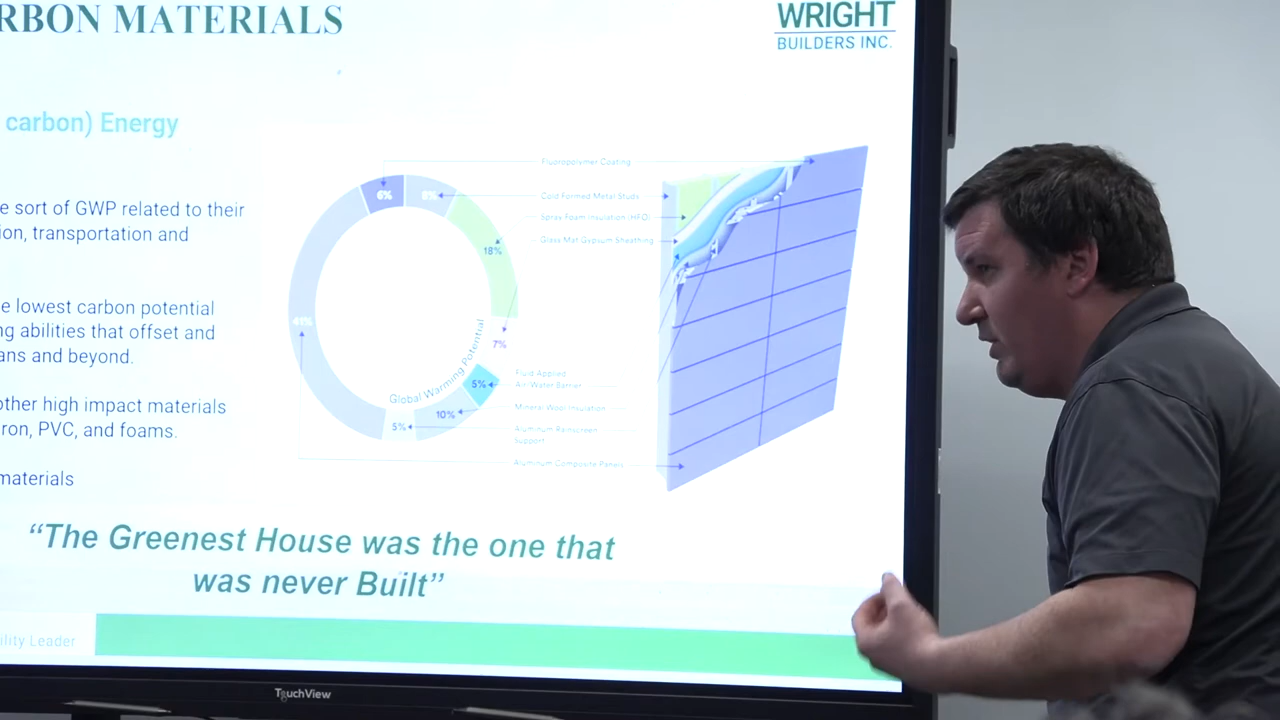 RBON MATERIALS
WRIGHT
BUILDERS INC.
carbon) Energy
e sort of GWP related to their
ion, transportation and
e lowest carbon potential
ng abilities that offset and
ans and beyond.
other high impact materials
ron, PVC, and foams.
materials
Fluoropolymer Coating
Cold Formed Metal Studs
Spray Foam Insulation (HFO)
Glass Mat Gypsum Sheathing
6%
8%
18%
41%
7%
Global Warming Potential
5%
10%
5%
Fluid Applied
Air/Water Barrier
Mineral Wool Insulation
Aluminum Rainscreen
Support
Aluminum Composite Panels
“The Greenest House was the one that
was never Built”
ility Leader
TouchView